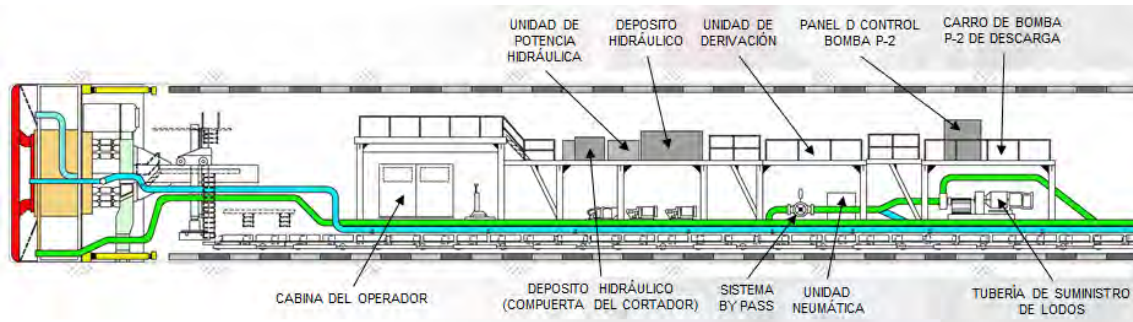 UNIDAD DE
POTENCIA
HIDRÁULICA
DEPOSITO
HIDRÁULICO
UNIDAD DE
DERIVACIÓN
PANEL D CONTROL
BOMBA P-2
CARRO DE BOMBA
P-2 DE DESCARGA
CABINA DEL OPERADOR
DEPOSITO HIDRÁULICO
(COMPUERTA DEL CORTADOR)
SISTEMA
BY PASS
UNIDAD
NEUMÁTICA
TUBERÍA DE SUMINISTRO
DE LODOS